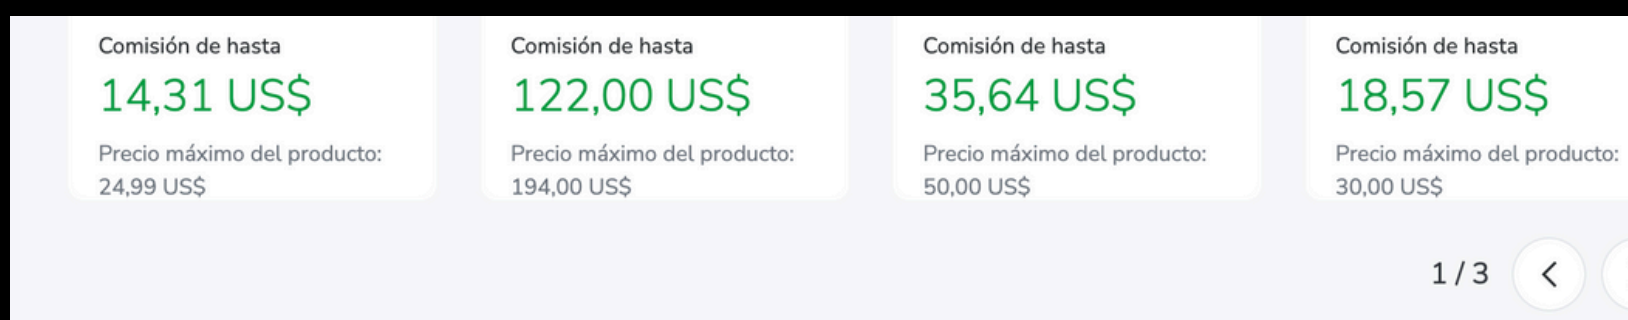 Comisión de hasta
14,31 US$
Precio máximo del producto:
24,99 US$
Comisión de hasta
122,00 US$
Precio máximo del producto:
194,00 US$
Comisión de hasta
35,64 US$
Precio máximo del producto:
50,00 US$
Comisión de hasta
18,57 US$
Precio máximo del producto:
30,00 US$
1 / 3